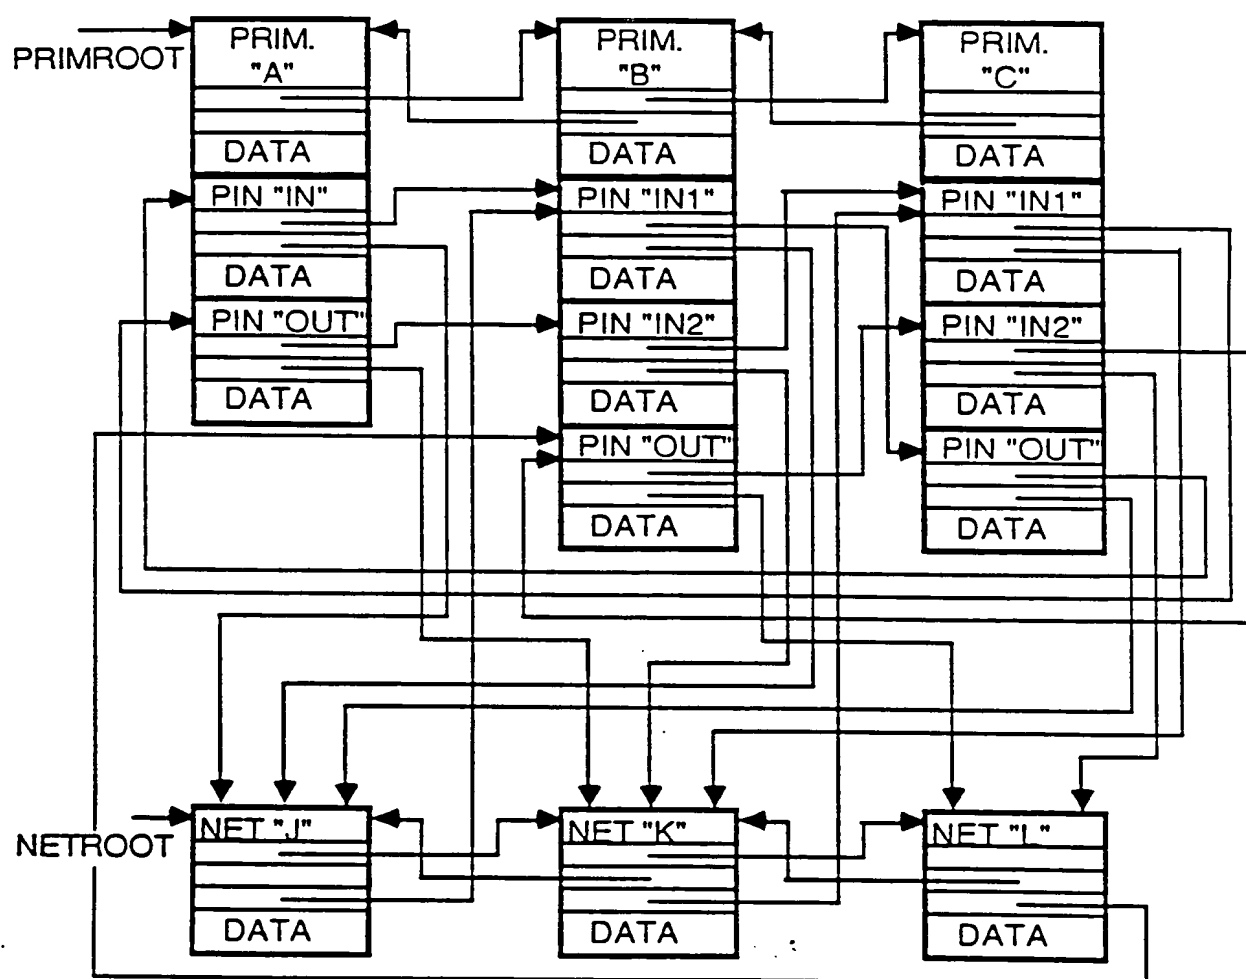 PRIMROOT
PRIM.
"A"
DATA
PIN "IN"
DATA
PIN "OUT"
DATA
PRIM.
"B"
DATA
PIN "IN1"
DATA
PIN "IN2"
DATA
PIN "OUT"
DATA
PRIM.
"C"
DATA
PIN "IN1"
DATA
PIN "IN2"
DATA
PIN "OUT"
DATA
NETROOT
NET "J"
DATA
NET "K"
DATA
NET "L"
DATA